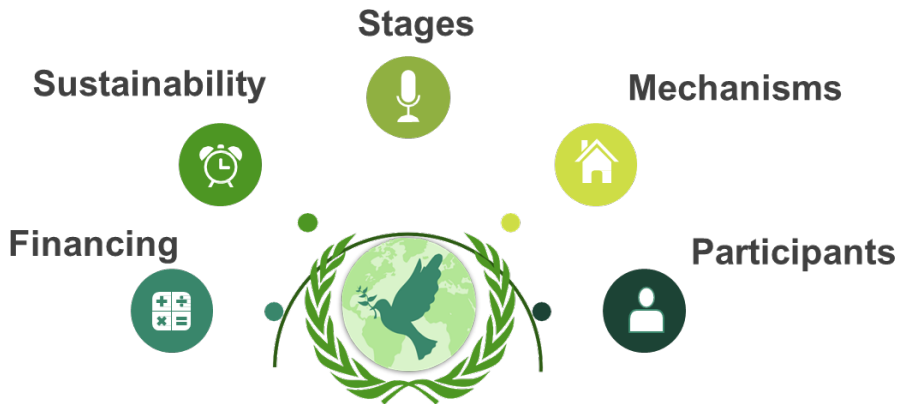 Stages
Sustainability
Mechanisms
Financing
Participants